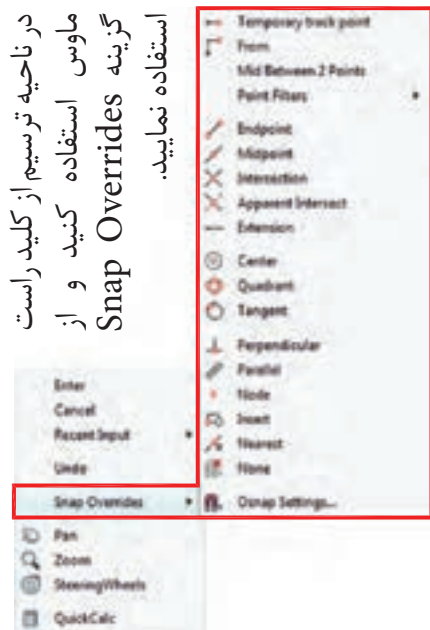 در ناحیه ترسیم از کلید راست
ماوس استفاده کنید و از
گزینه Snap Overrides
استفاده نمایید.
Temporary track point
From
Mid Between 2 Points
Point Filters
Endpoint
Midpoint
Intersection
Apparent Intersect
Extension
Center
Quadrant
Tangent
Perpendicular
Parallel
Node
Insert
Nearest
None
Osnap Settings...
Enter
Cancel
Recent Input
Undo
Snap Overrides
Pan
Zoom
SteeringWheels
QuickCalc